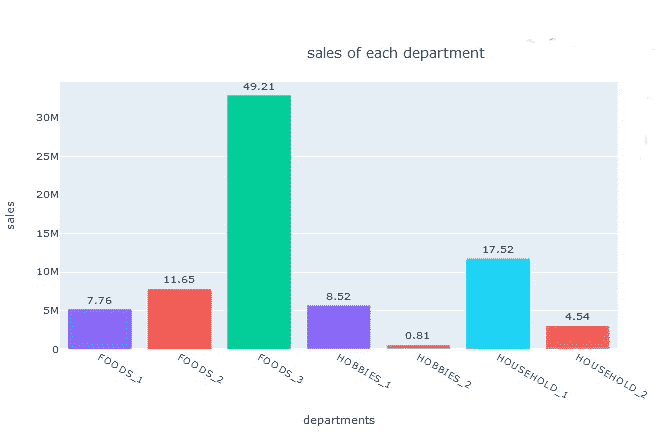 sales of each department
sales
30M
25M
20M
15M
10M
5M
0
7.76
11.65
49.21
8.52
0.81
17.52
4.54
FOODS_1
FOODS_2
FOODS_3
HOBBIES_1
HOBBIES_2
HOUSEHOLD_1
HOUSEHOLD_2
departments